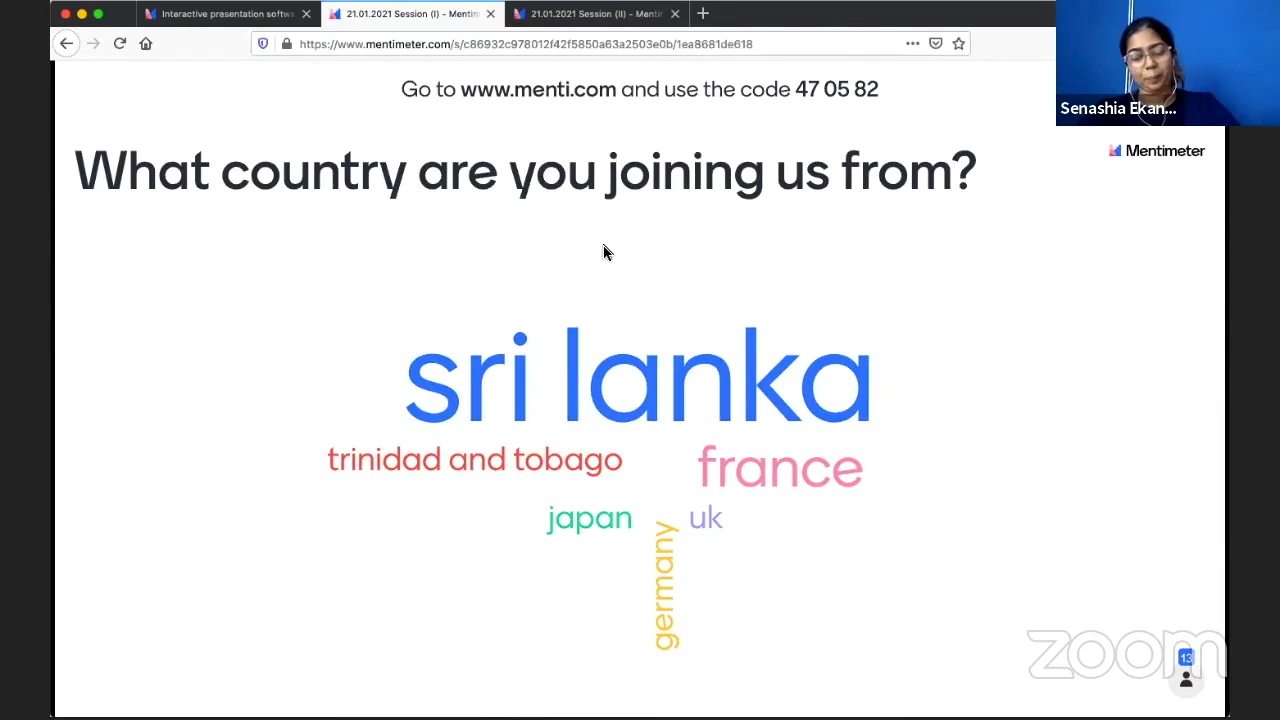 Interactive presentation softw
21.01.2021 Session (I) - Mentim
21.01.2021 Session (II) - Menti
https://www.mentimeter.com/s/c86932c978012f42f5850a63a2503e0b/1ea8681de618
Senashia Ekan...
Go to www.menti.com and use the code 47 05 82
Mentimeter
What country are you joining us from?
sri lanka
trinidad and tobago
france
japan
uk
germany
zoom
13